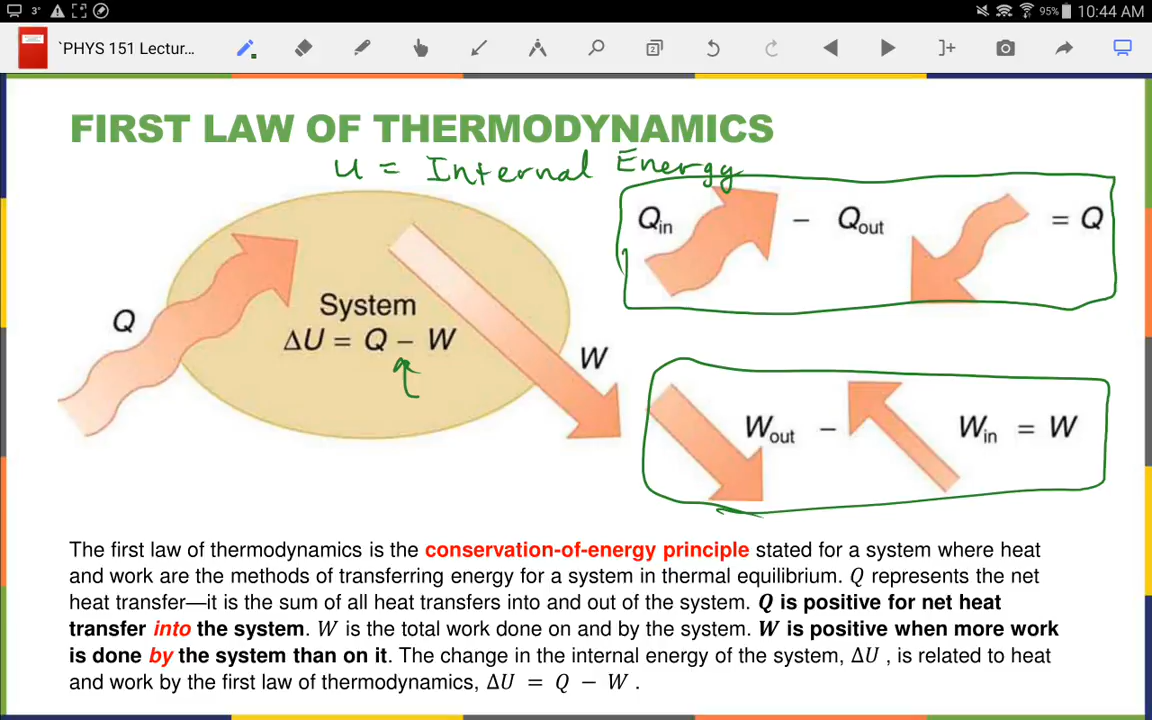 3°
95%
10:44 AM
`PHYS 151 Lectur...
2
]+
FIRST LAW OF THERMODYNAMICS
U = Internal Energy
Qin − Qout = Q
Q
System
ΔU = Q − W
W
Wout − Win = W
The first law of thermodynamics is the conservation-of-energy principle stated for a system where heat
and work are the methods of transferring energy for a system in thermal equilibrium. Q represents the net
heat transfer—it is the sum of all heat transfers into and out of the system. Q is positive for net heat
transfer into the system. W is the total work done on and by the system. W is positive when more work
is done by the system than on it. The change in the internal energy of the system, ΔU , is related to heat
and work by the first law of thermodynamics, ΔU = Q − W .